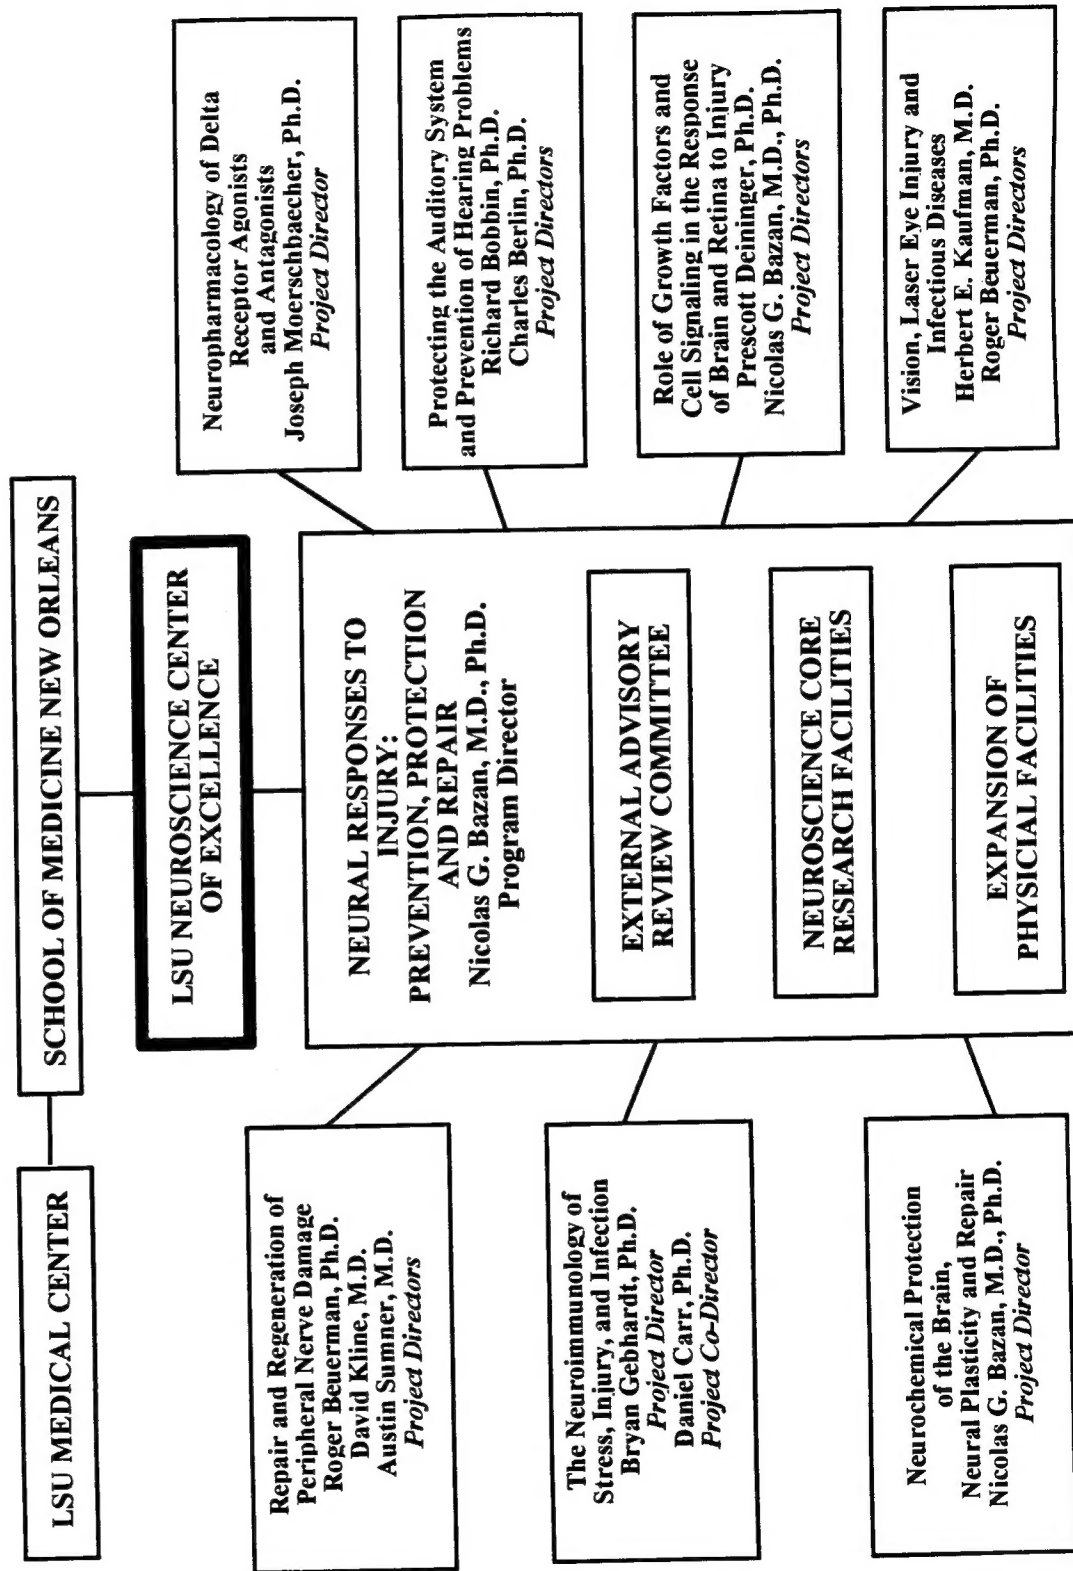 LSU MEDICAL CENTER
SCHOOL OF MEDICINE NEW ORLEANS
LSU NEUROSCIENCE CENTER
OF EXCELLENCE
NEURAL RESPONSES TO
INJURY:
PREVENTION, PROTECTION
AND REPAIR
Nicolas G. Bazan, M.D., Ph.D.
Program Director
EXTERNAL ADVISORY
REVIEW COMMITTEE
NEUROSCIENCE CORE
RESEARCH FACILITIES
EXPANSION OF
PHYSICIAL FACILITIES
Repair and Regeneration of
Peripheral Nerve Damage
Roger Beuerman, Ph.D.
David Kline, M.D.
Austin Sumner, M.D.
Project Directors
The Neuroimmunology of
Stress, Injury, and Infection
Bryan Gebhardt, Ph.D.
Project Director
Daniel Carr, Ph.D.
Project Co-Director
Neurochemical Protection
of the Brain,
Neural Plasticity and Repair
Nicolas G. Bazan, M.D., Ph.D.
Project Director
Neuropharmacology of Delta
Receptor Agonists
and Antagonists
Joseph Moerschbaecher, Ph.D.
Project Director
Protecting the Auditory System
and Prevention of Hearing Problems
Richard Bobbin, Ph.D.
Charles Berlin, Ph.D.
Project Directors
Role of Growth Factors and
Cell Signaling in the Response
of Brain and Retina to Injury
Prescott Deininger, Ph.D.
Nicolas G. Bazan, M.D., Ph.D.
Project Directors
Vision, Laser Eye Injury and
Infectious Diseases
Herbert E. Kaufman, M.D.
Roger Beuerman, Ph.D.
Project Directors